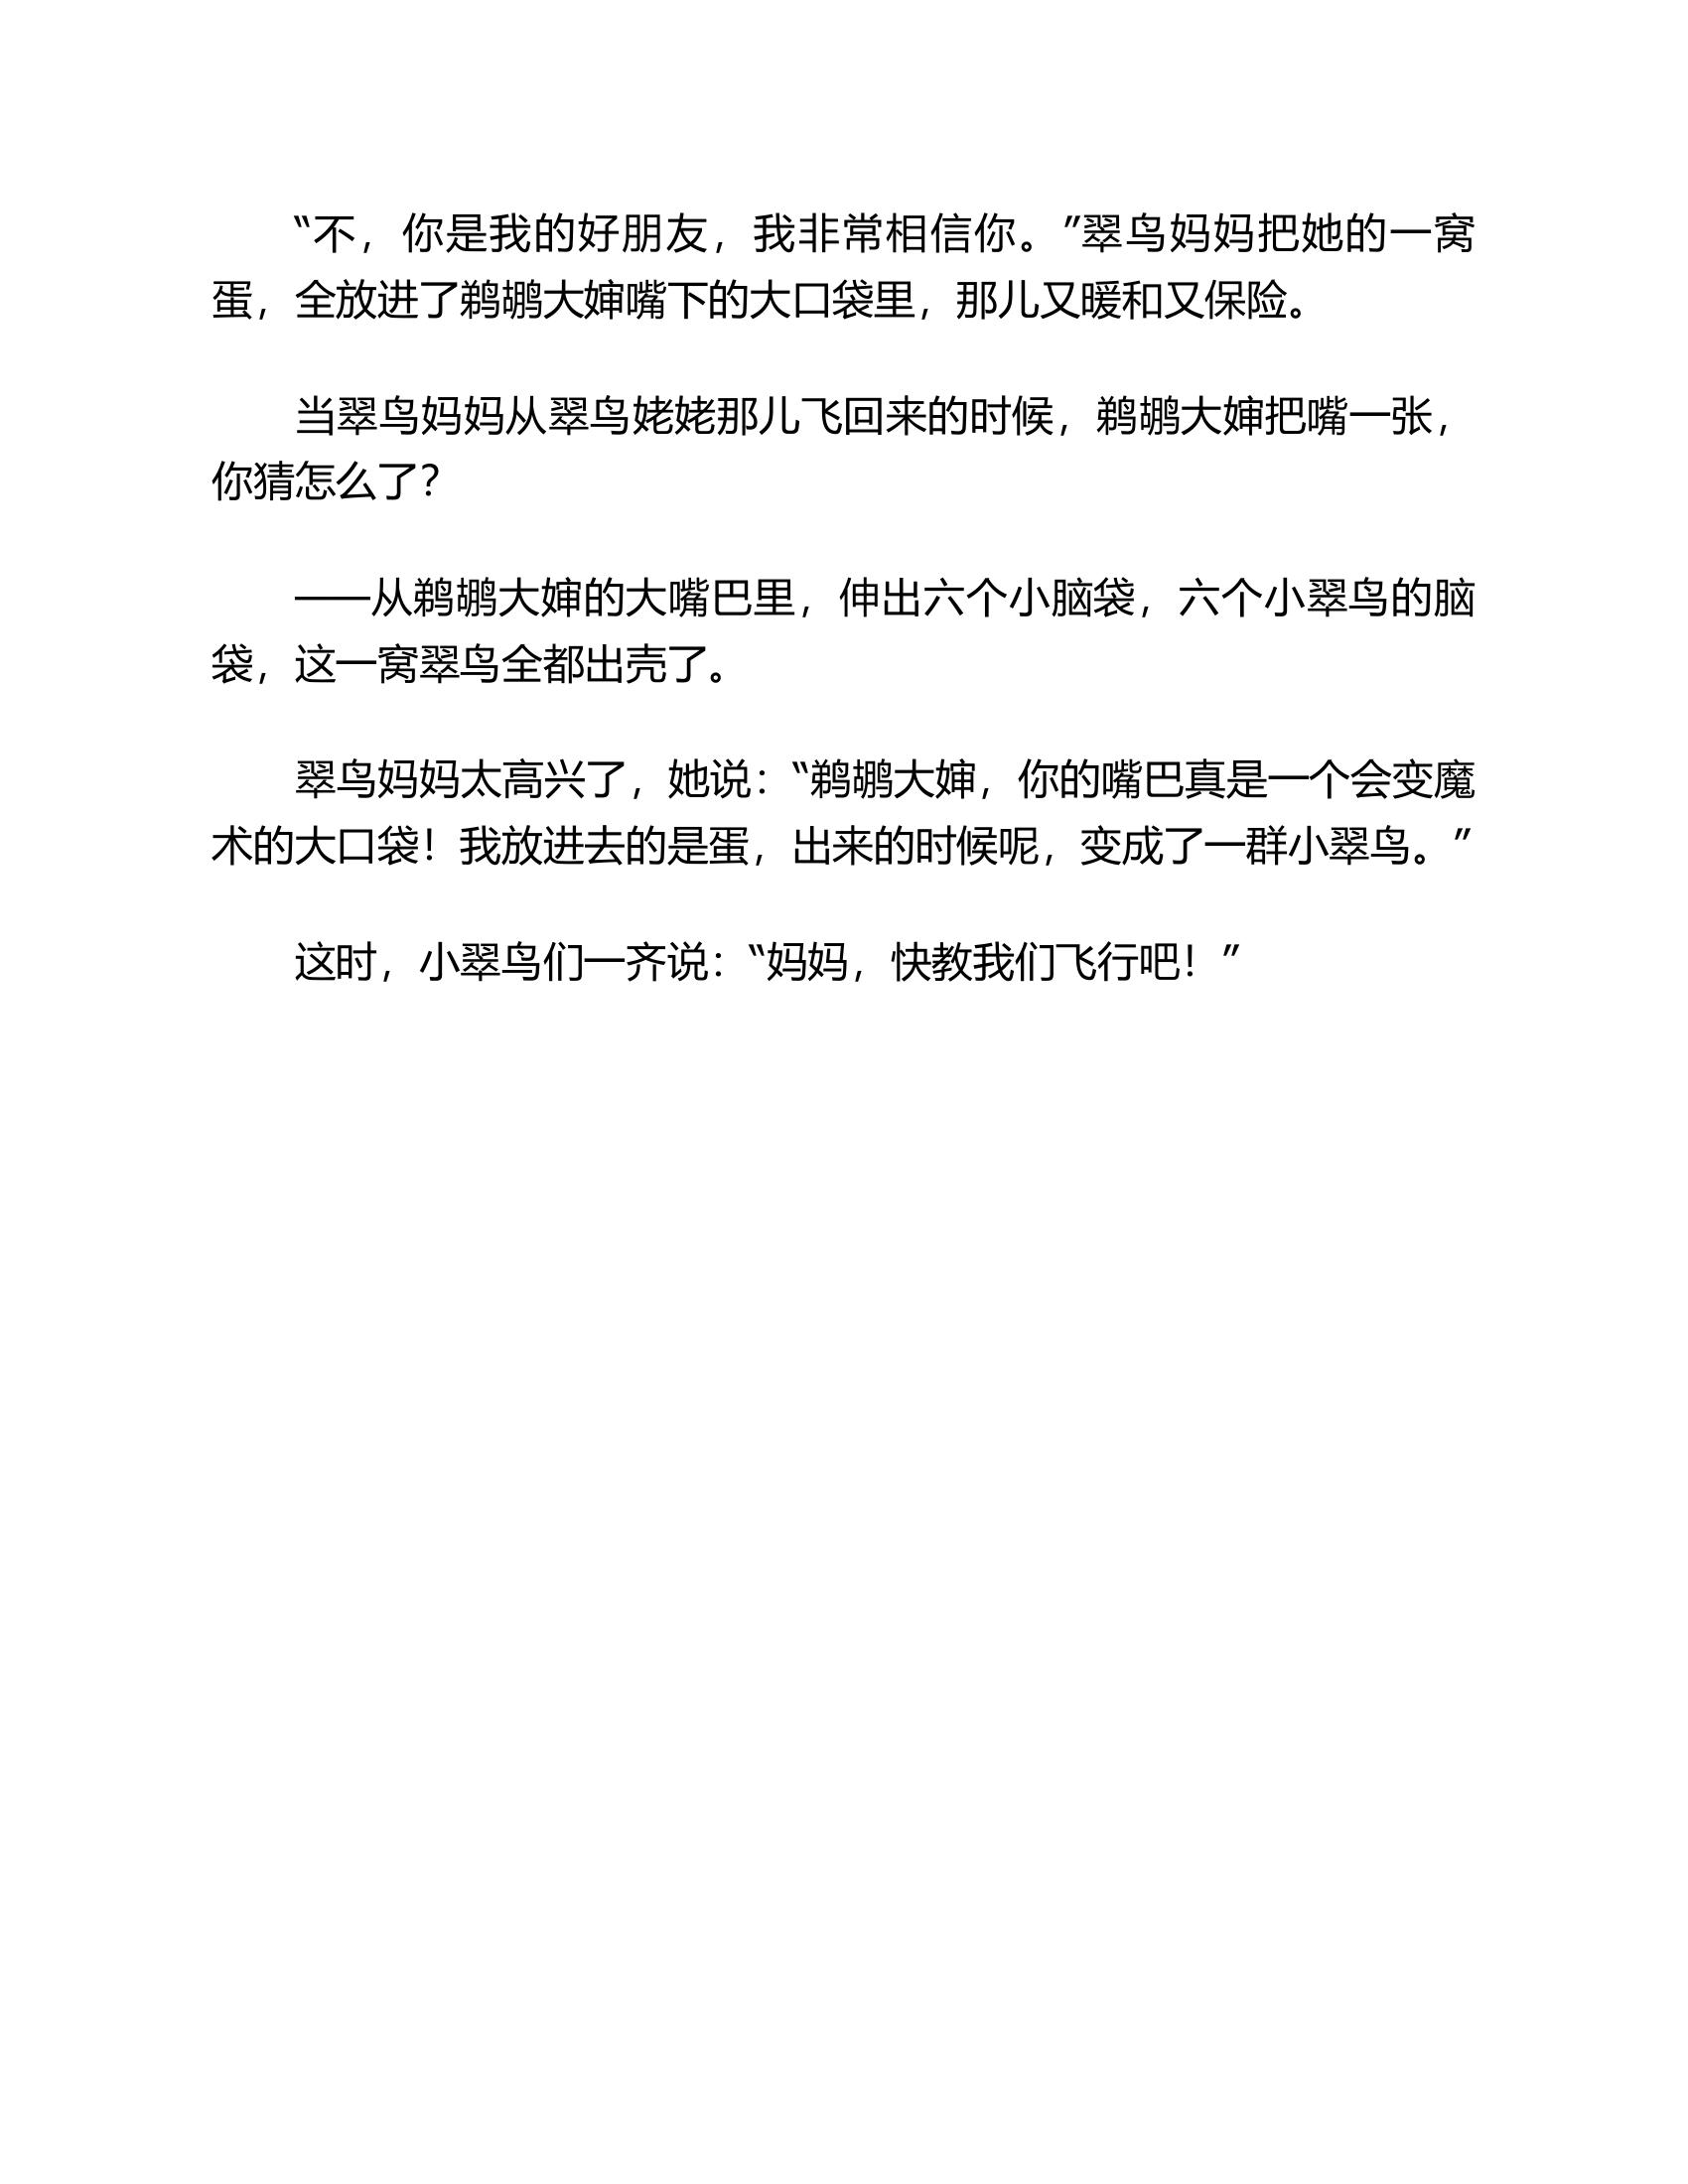 “不，你是我的好朋友，我非常相信你。”翠鸟妈妈把她的一窝
蛋，全放进了鹈鹕大婶嘴下的大口袋里，那儿又暖和又保险。
当翠鸟妈妈从翠鸟姥姥那儿飞回来的时候，鹈鹕大婶把嘴一张，
你猜怎么了？
——从鹈鹕大婶的大嘴巴里，伸出六个小脑袋，六个小翠鸟的脑
袋，这一窝翠鸟全都出壳了。
翠鸟妈妈太高兴了，她说：“鹈鹕大婶，你的嘴巴真是一个会变魔
术的大口袋！我放进去的是蛋，出来的时候呢，变成了一群小翠鸟。”
这时，小翠鸟们一齐说：“妈妈，快教我们飞行吧！”